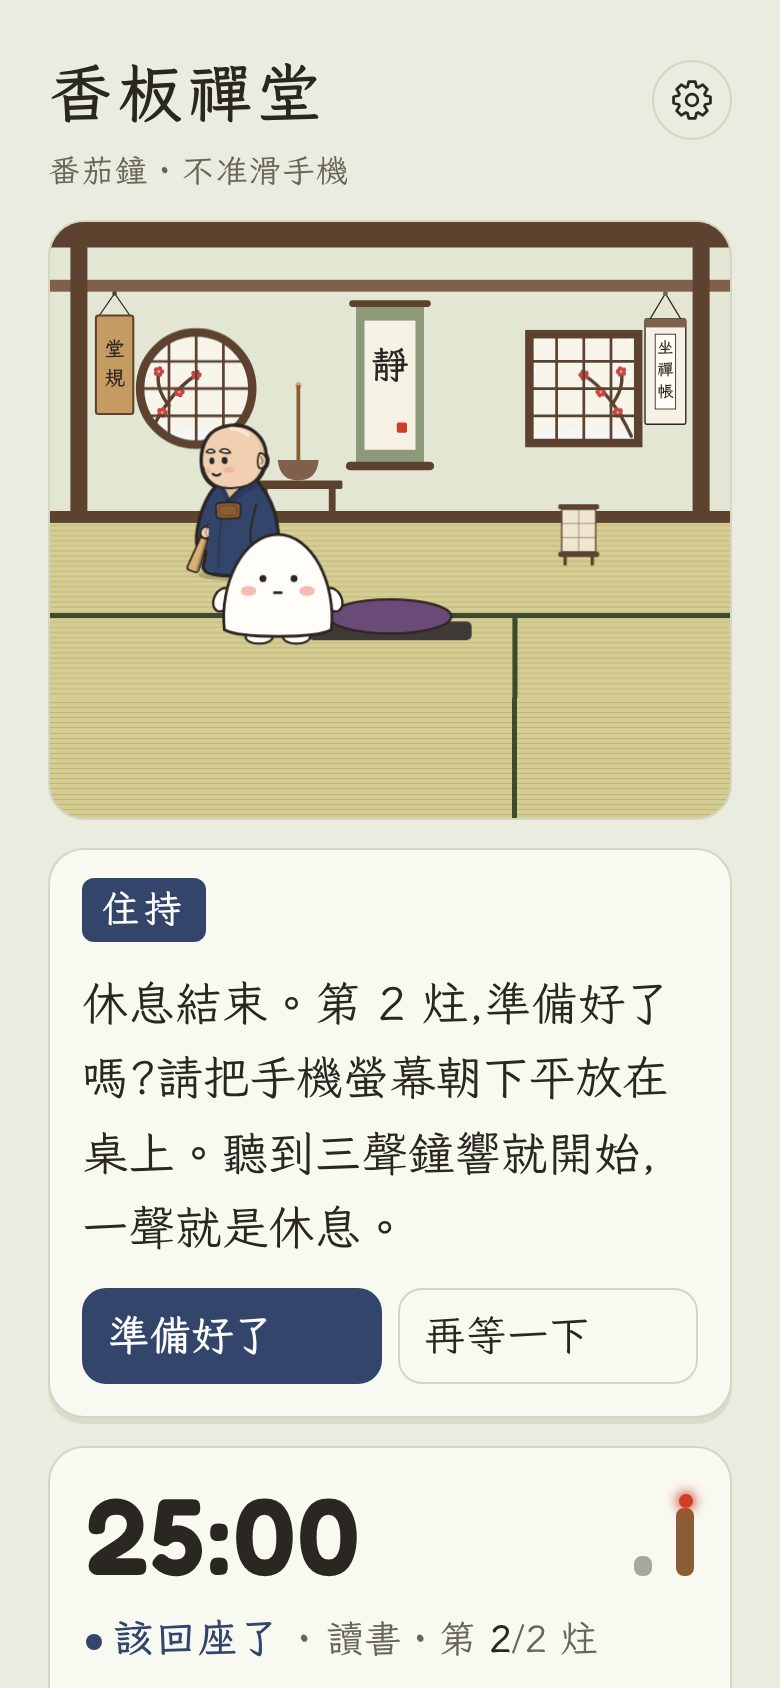 香板禪堂
番茄鐘・不准滑手機
堂規
靜
坐禪帳
住持
休息結束。第 2 炷,準備好了
嗎?請把手機螢幕朝下平放在
桌上。聽到三聲鐘響就開始,
一聲就是休息。
準備好了
再等一下
25:00
該回座了・讀書・第 2/2 炷